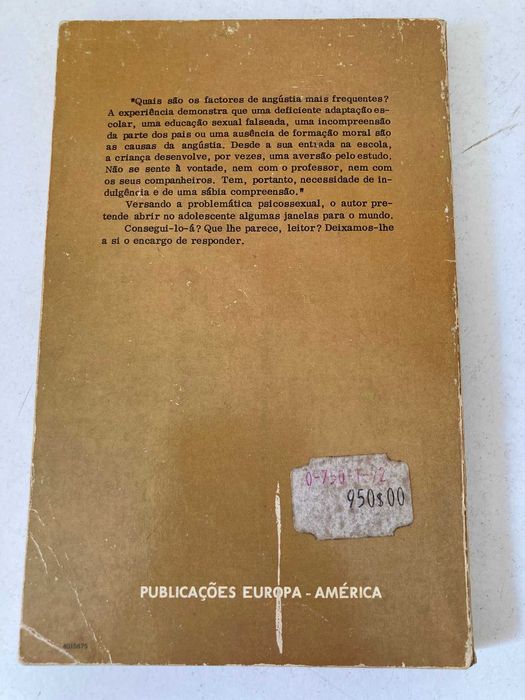 "Quais são os factores de angústia mais frequentes?
A experiência demonstra que uma deficiente adaptação es-
colar, uma educação sexual falseada, uma incompreensão
da parte dos pais ou uma ausência de formação moral são
as causas da angústia. Desde a sua entrada na escola,
a criança desenvolve, por vezes, uma aversão pelo estudo.
Não se sente à vontade, nem com o professor, nem com
os seus companheiros. Tem, portanto, necessidade de in-
dulgência e de uma sábia compreensão."
Versando a problemática psicossexual, o autor pre-
tende abrir no adolescente algumas janelas para o mundo.
Consegui-lo-á? Que lhe parece, leitor? Deixamos-lhe
a si o encargo de responder.
950$00
PUBLICAÇÕES EUROPA-AMÉRICA